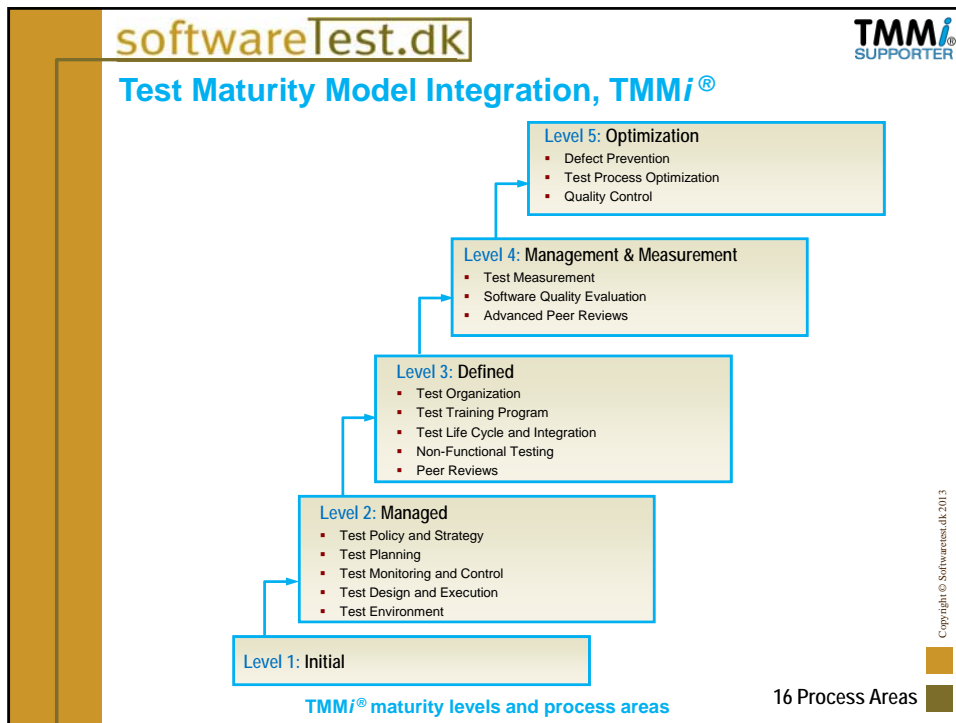 softwareTest.dk
TMMi®
SUPPORTER
Test Maturity Model Integration, TMMi®
Level 5: Optimization
▪ Defect Prevention
▪ Test Process Optimization
▪ Quality Control
Level 4: Management & Measurement
▪ Test Measurement
▪ Software Quality Evaluation
▪ Advanced Peer Reviews
Level 3: Defined
▪ Test Organization
▪ Test Training Program
▪ Test Life Cycle and Integration
▪ Non-Functional Testing
▪ Peer Reviews
Level 2: Managed
▪ Test Policy and Strategy
▪ Test Planning
▪ Test Monitoring and Control
▪ Test Design and Execution
▪ Test Environment
Level 1: Initial
TMMi® maturity levels and process areas
16 Process Areas
Copyright © Softwaretest.dk 2013